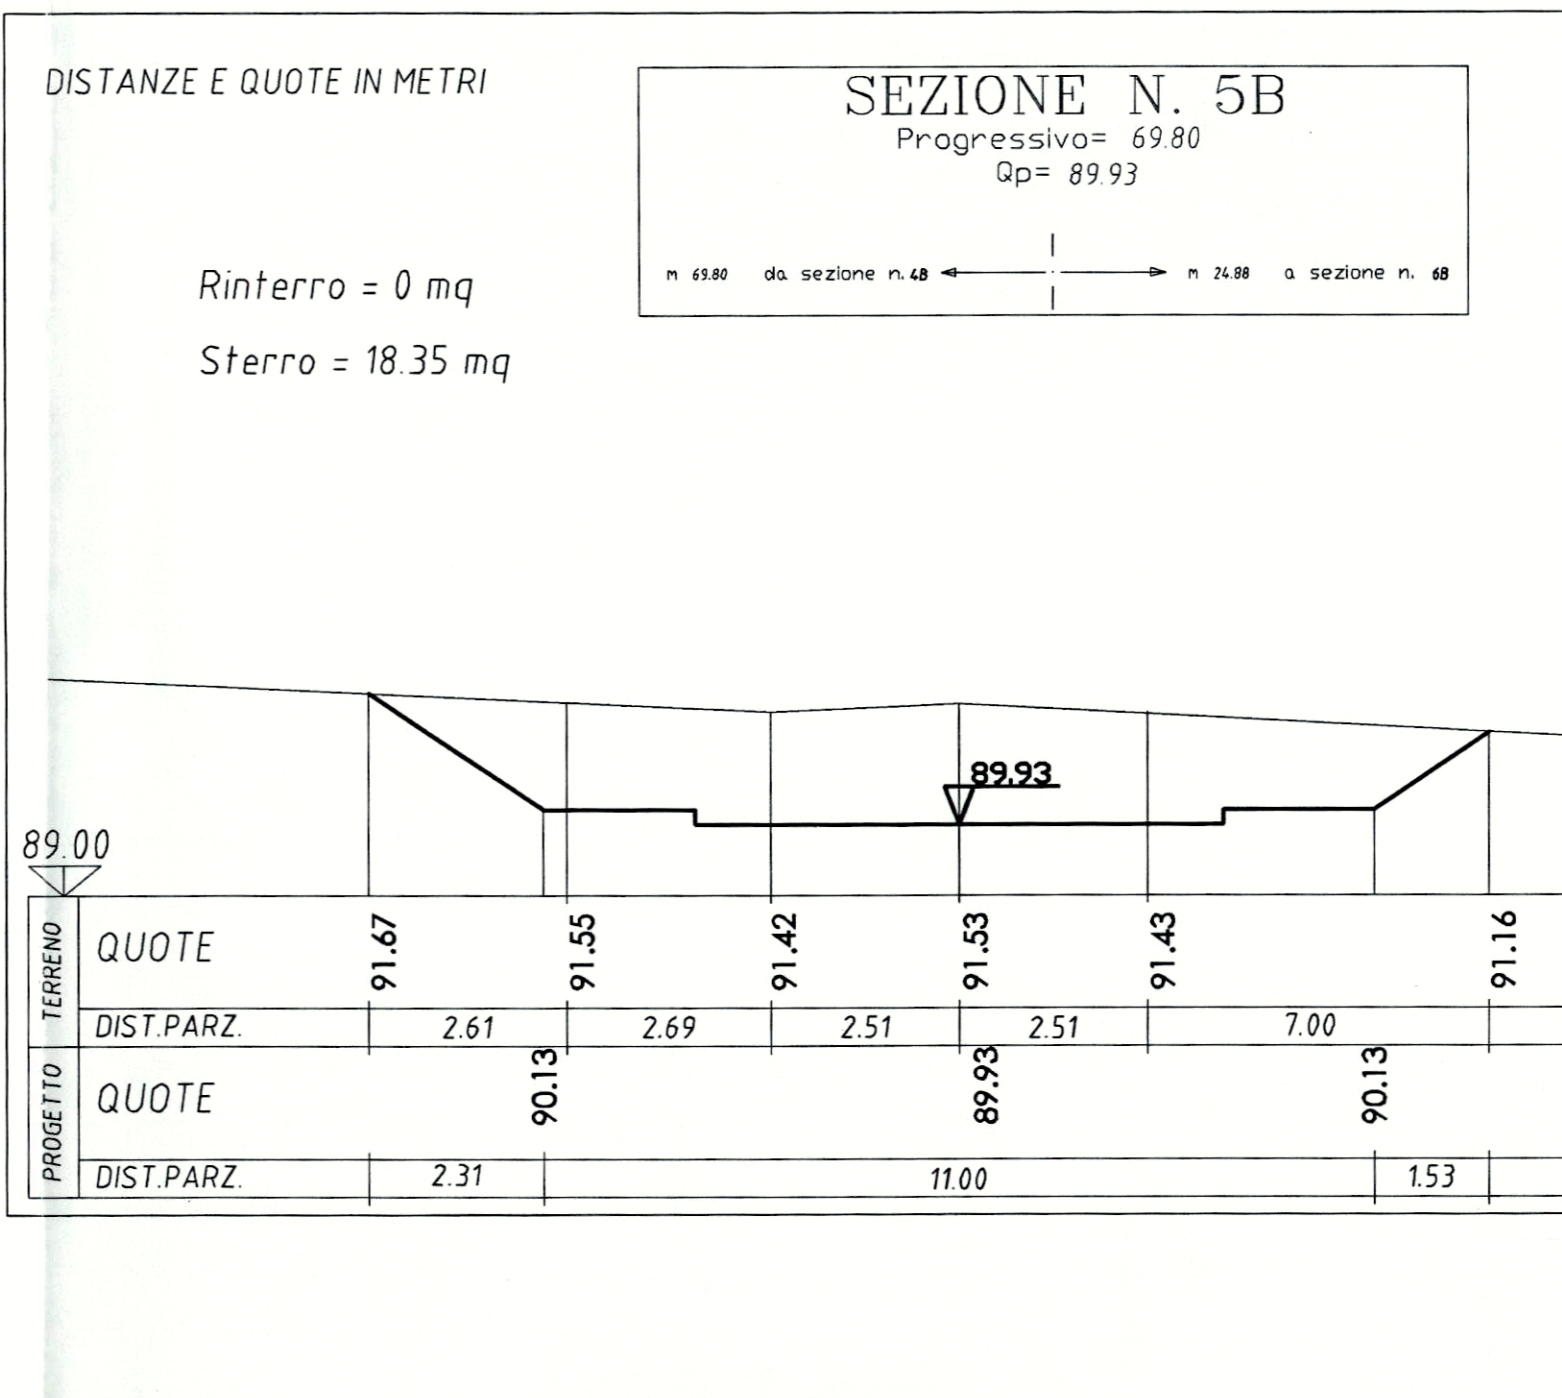 DISTANZE E QUOTE IN METRI
SEZIONE N. 5B
Progressivo= 69.80
Qp= 89.93
m 69.80 da sezione n. 4B m 24.88 a sezione n. 6B
Rinterro = 0 mq
Sterro = 18.35 mq
89.93
89.00
TERRENO
QUOTE 91.67 91.55 91.42 91.53 91.43 91.16
DIST.PARZ. 2.61 2.69 2.51 2.51 7.00
PROGETTO
QUOTE 90.13 89.93 90.13
DIST.PARZ. 2.31 11.00 1.53